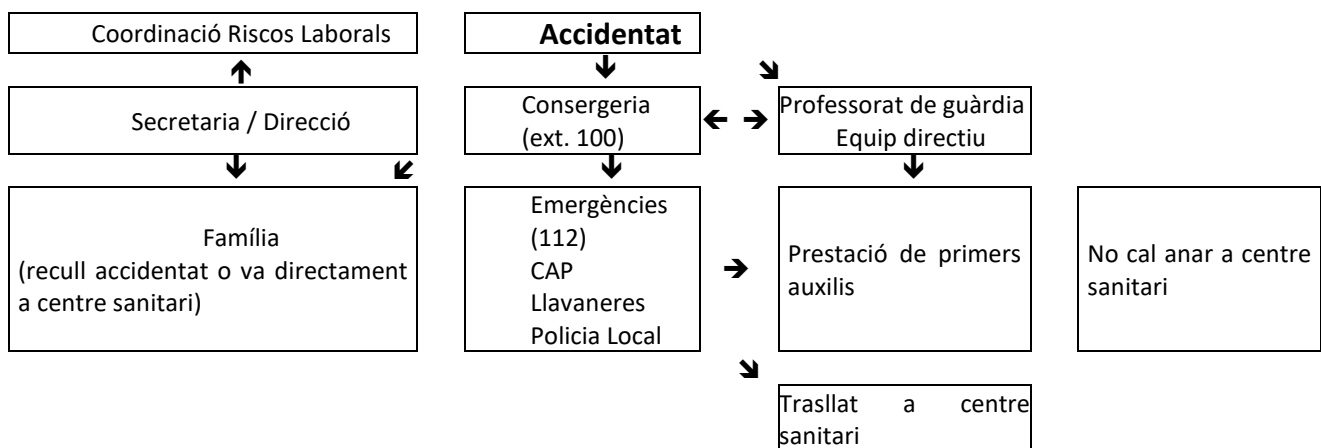 Coordinació Riscos Laborals
Accidentat
Secretaria / Direcció
Consergeria
(ext. 100)
Professorat de guàrdia
Equip directiu
Família
(recull accidentat o va directament
a centre sanitari)
Emergències
(112)
CAP
Llavaneres
Policia Local
Prestació de primers
auxilis
No cal anar a centre
sanitari
Trasllat a centre
sanitari